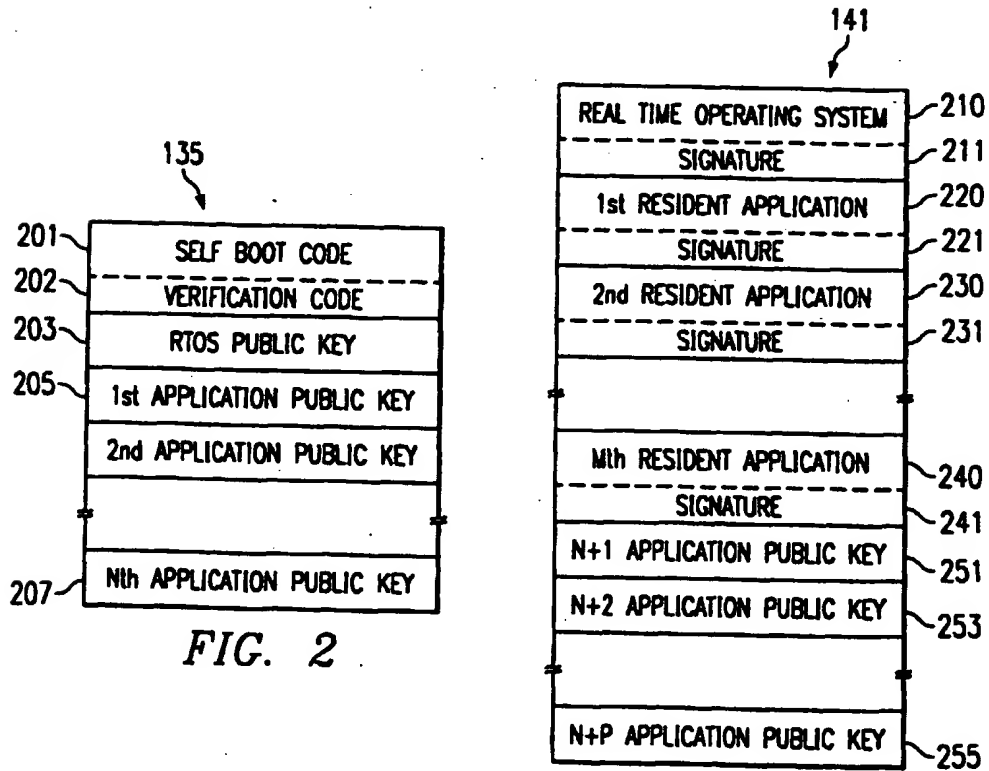 135
201
SELF BOOT CODE
202
VERIFICATION CODE
203
RTOS PUBLIC KEY
205
1st APPLICATION PUBLIC KEY
2nd APPLICATION PUBLIC KEY
207
Nth APPLICATION PUBLIC KEY
FIG. 2
141
REAL TIME OPERATING SYSTEM
210
SIGNATURE
211
1st RESIDENT APPLICATION
220
SIGNATURE
221
2nd RESIDENT APPLICATION
230
SIGNATURE
231
Mth RESIDENT APPLICATION
240
SIGNATURE
241
N+1 APPLICATION PUBLIC KEY
251
N+2 APPLICATION PUBLIC KEY
253
N+P APPLICATION PUBLIC KEY
255